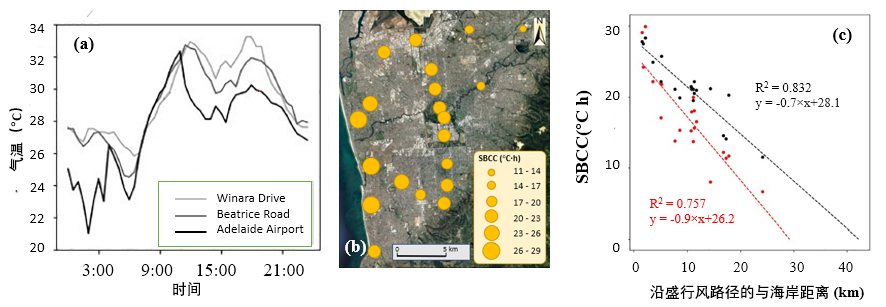 (a)
34
32
30
28
26
24
22
20
气温 (°C)
Winara Drive
Beatrice Road
Adelaide Airport
3:00 9:00 15:00 21:00
时间
N
SBCC (°C·h)
11 - 14
14 - 17
17 - 20
20 - 23
23 - 26
26 - 29
(b)
0 5 km
(c)
30
20
10
0
SBCC(°C h)
R² = 0.832
y = -0.7×x+28.1
R² = 0.757
y = -0.9×x+26.2
0 10 20 30 40
沿盛行风路径的与海岸距离 (km)